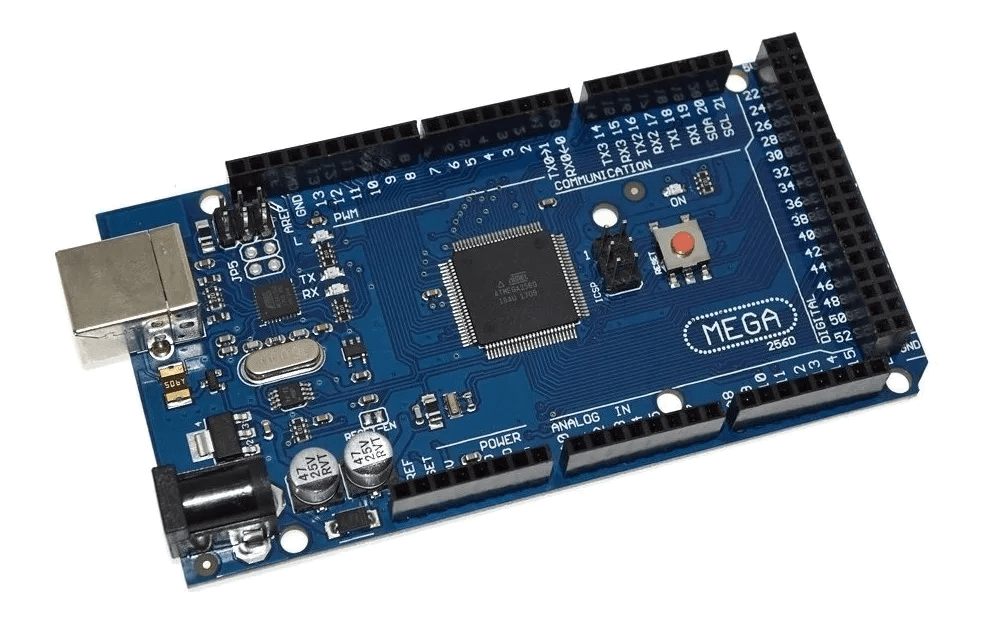 AREF
GND
13
12
11
10
9
8
7
6
5
4
3
2
TX0→1
RX0←0
PWM
COMMUNICATION
TX3 14
RX3 15
TX2 16
RX2 17
TX1 18
RX1 19
SDA 20
SCL 21
22
24
26
28
30
32
34
36
38
40
42
44
46
48
50
52
GND
DIGITAL
ON
RESET
1
ICSP
L
TX
RX
JP5
ATMEGA2560
16AU 1705
MEGA
2560
ANALOG IN
POWER
47
25V
RVT
47
25V
RVT